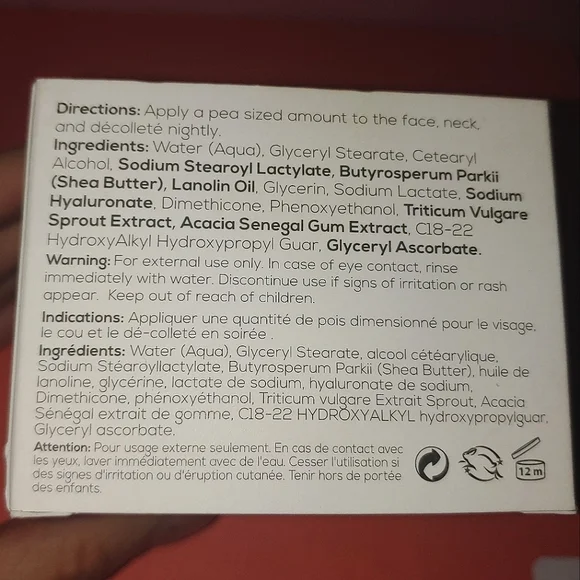 Directions: Apply a pea sized amount to the face, neck,
and décolleté nightly.
Ingredients: Water (Aqua), Glyceryl Stearate, Cetearyl
Alcohol, Sodium Stearoyl Lactylate, Butyrosperum Parkii
(Shea Butter), Lanolin Oil, Glycerin, Sodium Lactate, Sodium
Hyaluronate, Dimethicone, Phenoxyethanol, Triticum Vulgare
Sprout Extract, Acacia Senegal Gum Extract, C18-22
HydroxyAlkyl Hydroxypropyl Guar, Glyceryl Ascorbate.
Warning: For external use only. In case of eye contact, rinse
immediately with water. Discontinue use if signs of irritation or rash
appear. Keep out of reach of children.
Indications: Appliquer une quantité de pois dimensionné pour le visage,
le cou et le dé-colleté en soirée .
Ingrédients: Water (Aqua), Glyceryl Stearate, alcool cétéarylique,
Sodium Stéaroyllactylate, Butyrosperum Parkii (Shea Butter), huile de
lanoline, glycérine, lactate de sodium, hyaluronate de sodium,
Dimethicone, phénoxyéthanol, Triticum vulgare Extrait Sprout, Acacia
Sénégal extrait de gomme, C18-22 HYDROXYALKYL hydroxypropylguar,
Glyceryl ascorbate.
Attention: Pour usage externe seulement. En cas de contact avec
les yeux, laver immédiatement avec de l'eau. Cesser l'utilisation si
des signes d'irritation ou d'éruption cutanée. Tenir hors de portée
des enfants.
12 m